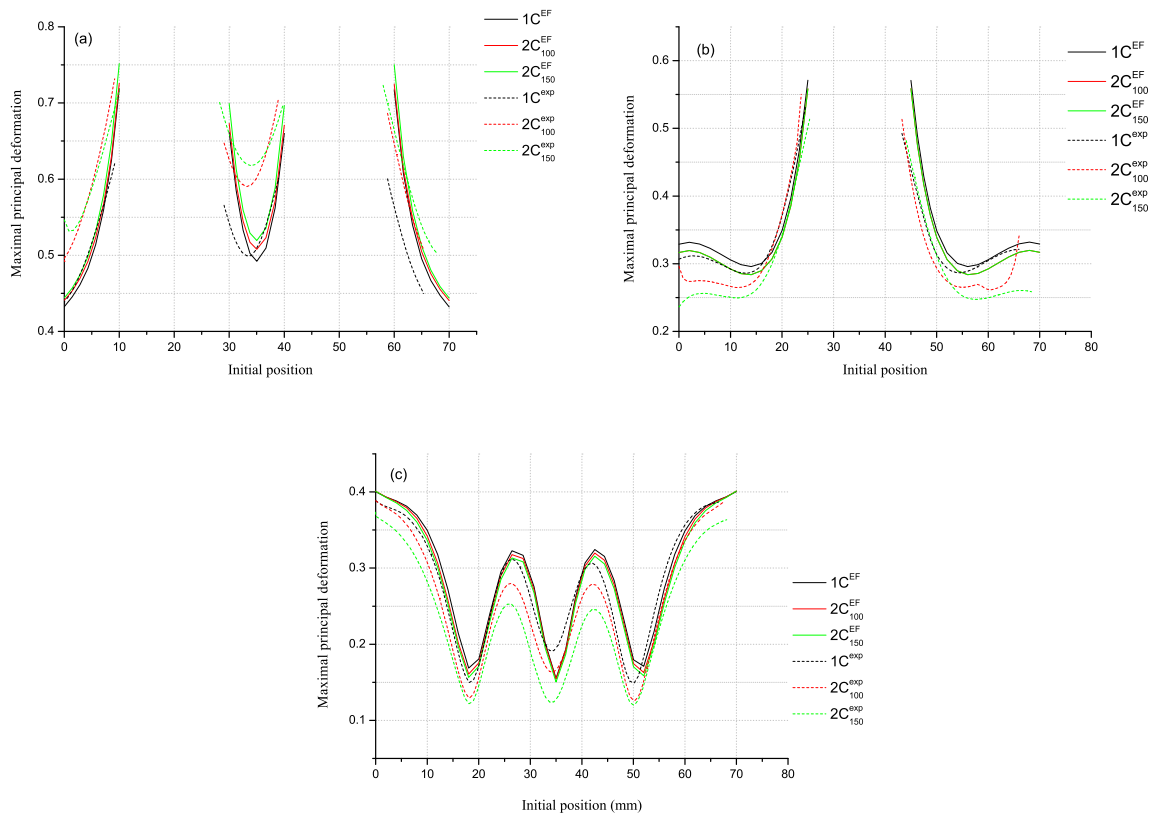 (a)
0.8
0.7
0.6
0.5
0.4
0 10 20 30 40 50 60 70
Maximal principal deformation
Initial position
1C^EF
2C^EF_100
2C^EF_150
1C^exp
2C^exp_100
2C^exp_150
(b)
0.6
0.5
0.4
0.3
0.2
0 10 20 30 40 50 60 70 80
Maximal principal deformation
Initial position
1C^EF
2C^EF_100
2C^EF_150
1C^exp
2C^exp_100
2C^exp_150
(c)
0.4
0.3
0.2
0.1
0 10 20 30 40 50 60 70 80
Maximal principal deformation
Initial position (mm)
1C^EF
2C^EF_100
2C^EF_150
1C^exp
2C^exp_100
2C^exp_150